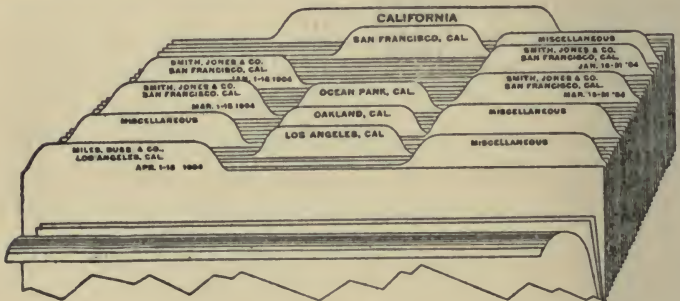 CALIFORNIA
SAN FRANCISCO, CAL.
MISCELLANEOUS
SMITH, JONES & CO.
SAN FRANCISCO, CAL.
JAN. 1-15 1904
SMITH, JONES & CO.
SAN FRANCISCO, CAL.
JAN. 16-31 '04
SMITH, JONES & CO.
SAN FRANCISCO, CAL.
MAR. 1-15 1904
OCEAN PARK, CAL.
SMITH, JONES & CO.
SAN FRANCISCO, CAL.
MAR. 16-31 '04
MISCELLANEOUS
OAKLAND, CAL.
MISCELLANEOUS
MILES, BUSS & CO.,
LOS ANGELES, CAL.
APR. 1-15 1904
LOS ANGELES, CAL
MISCELLANEOUS